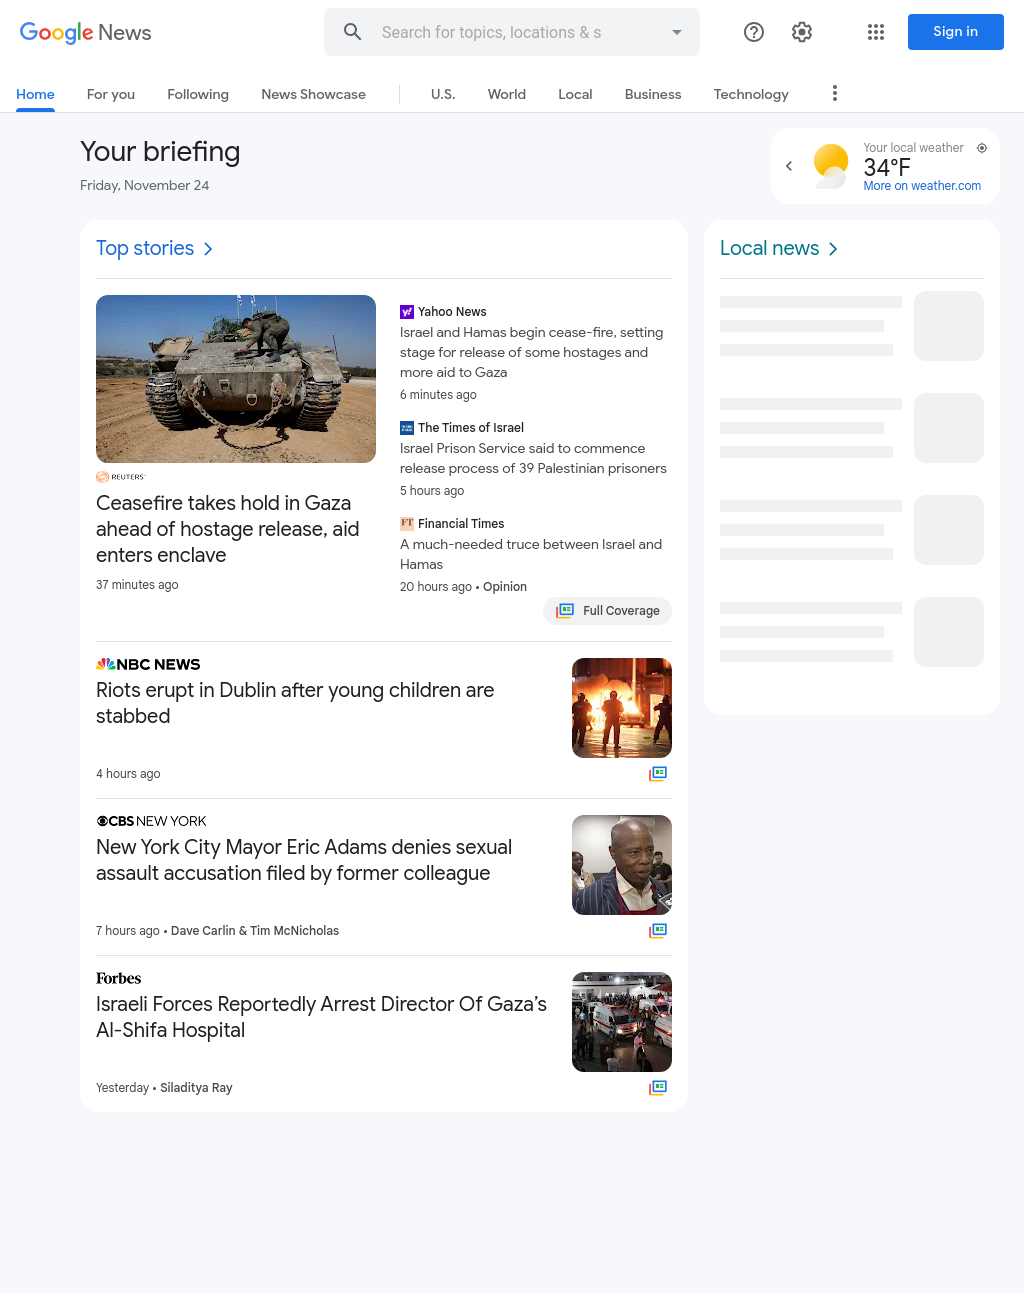 Google News
Search for topics, locations & s
Sign in
Home
For you
Following
News Showcase
U.S.
World
Local
Business
Technology
Your briefing
Friday, November 24
Your local weather
34°F
More on weather.com
Top stories
REUTERS
Ceasefire takes hold in Gaza
ahead of hostage release, aid
enters enclave
37 minutes ago
Yahoo News
Israel and Hamas begin cease-fire, setting
stage for release of some hostages and
more aid to Gaza
6 minutes ago
The Times of Israel
Israel Prison Service said to commence
release process of 39 Palestinian prisoners
5 hours ago
FT Financial Times
A much-needed truce between Israel and
Hamas
20 hours ago • Opinion
Full Coverage
NBC NEWS
Riots erupt in Dublin after young children are
stabbed
4 hours ago
CBS NEW YORK
New York City Mayor Eric Adams denies sexual
assault accusation filed by former colleague
7 hours ago • Dave Carlin & Tim McNicholas
Forbes
Israeli Forces Reportedly Arrest Director Of Gaza’s
Al-Shifa Hospital
Yesterday • Siladitya Ray
Local news